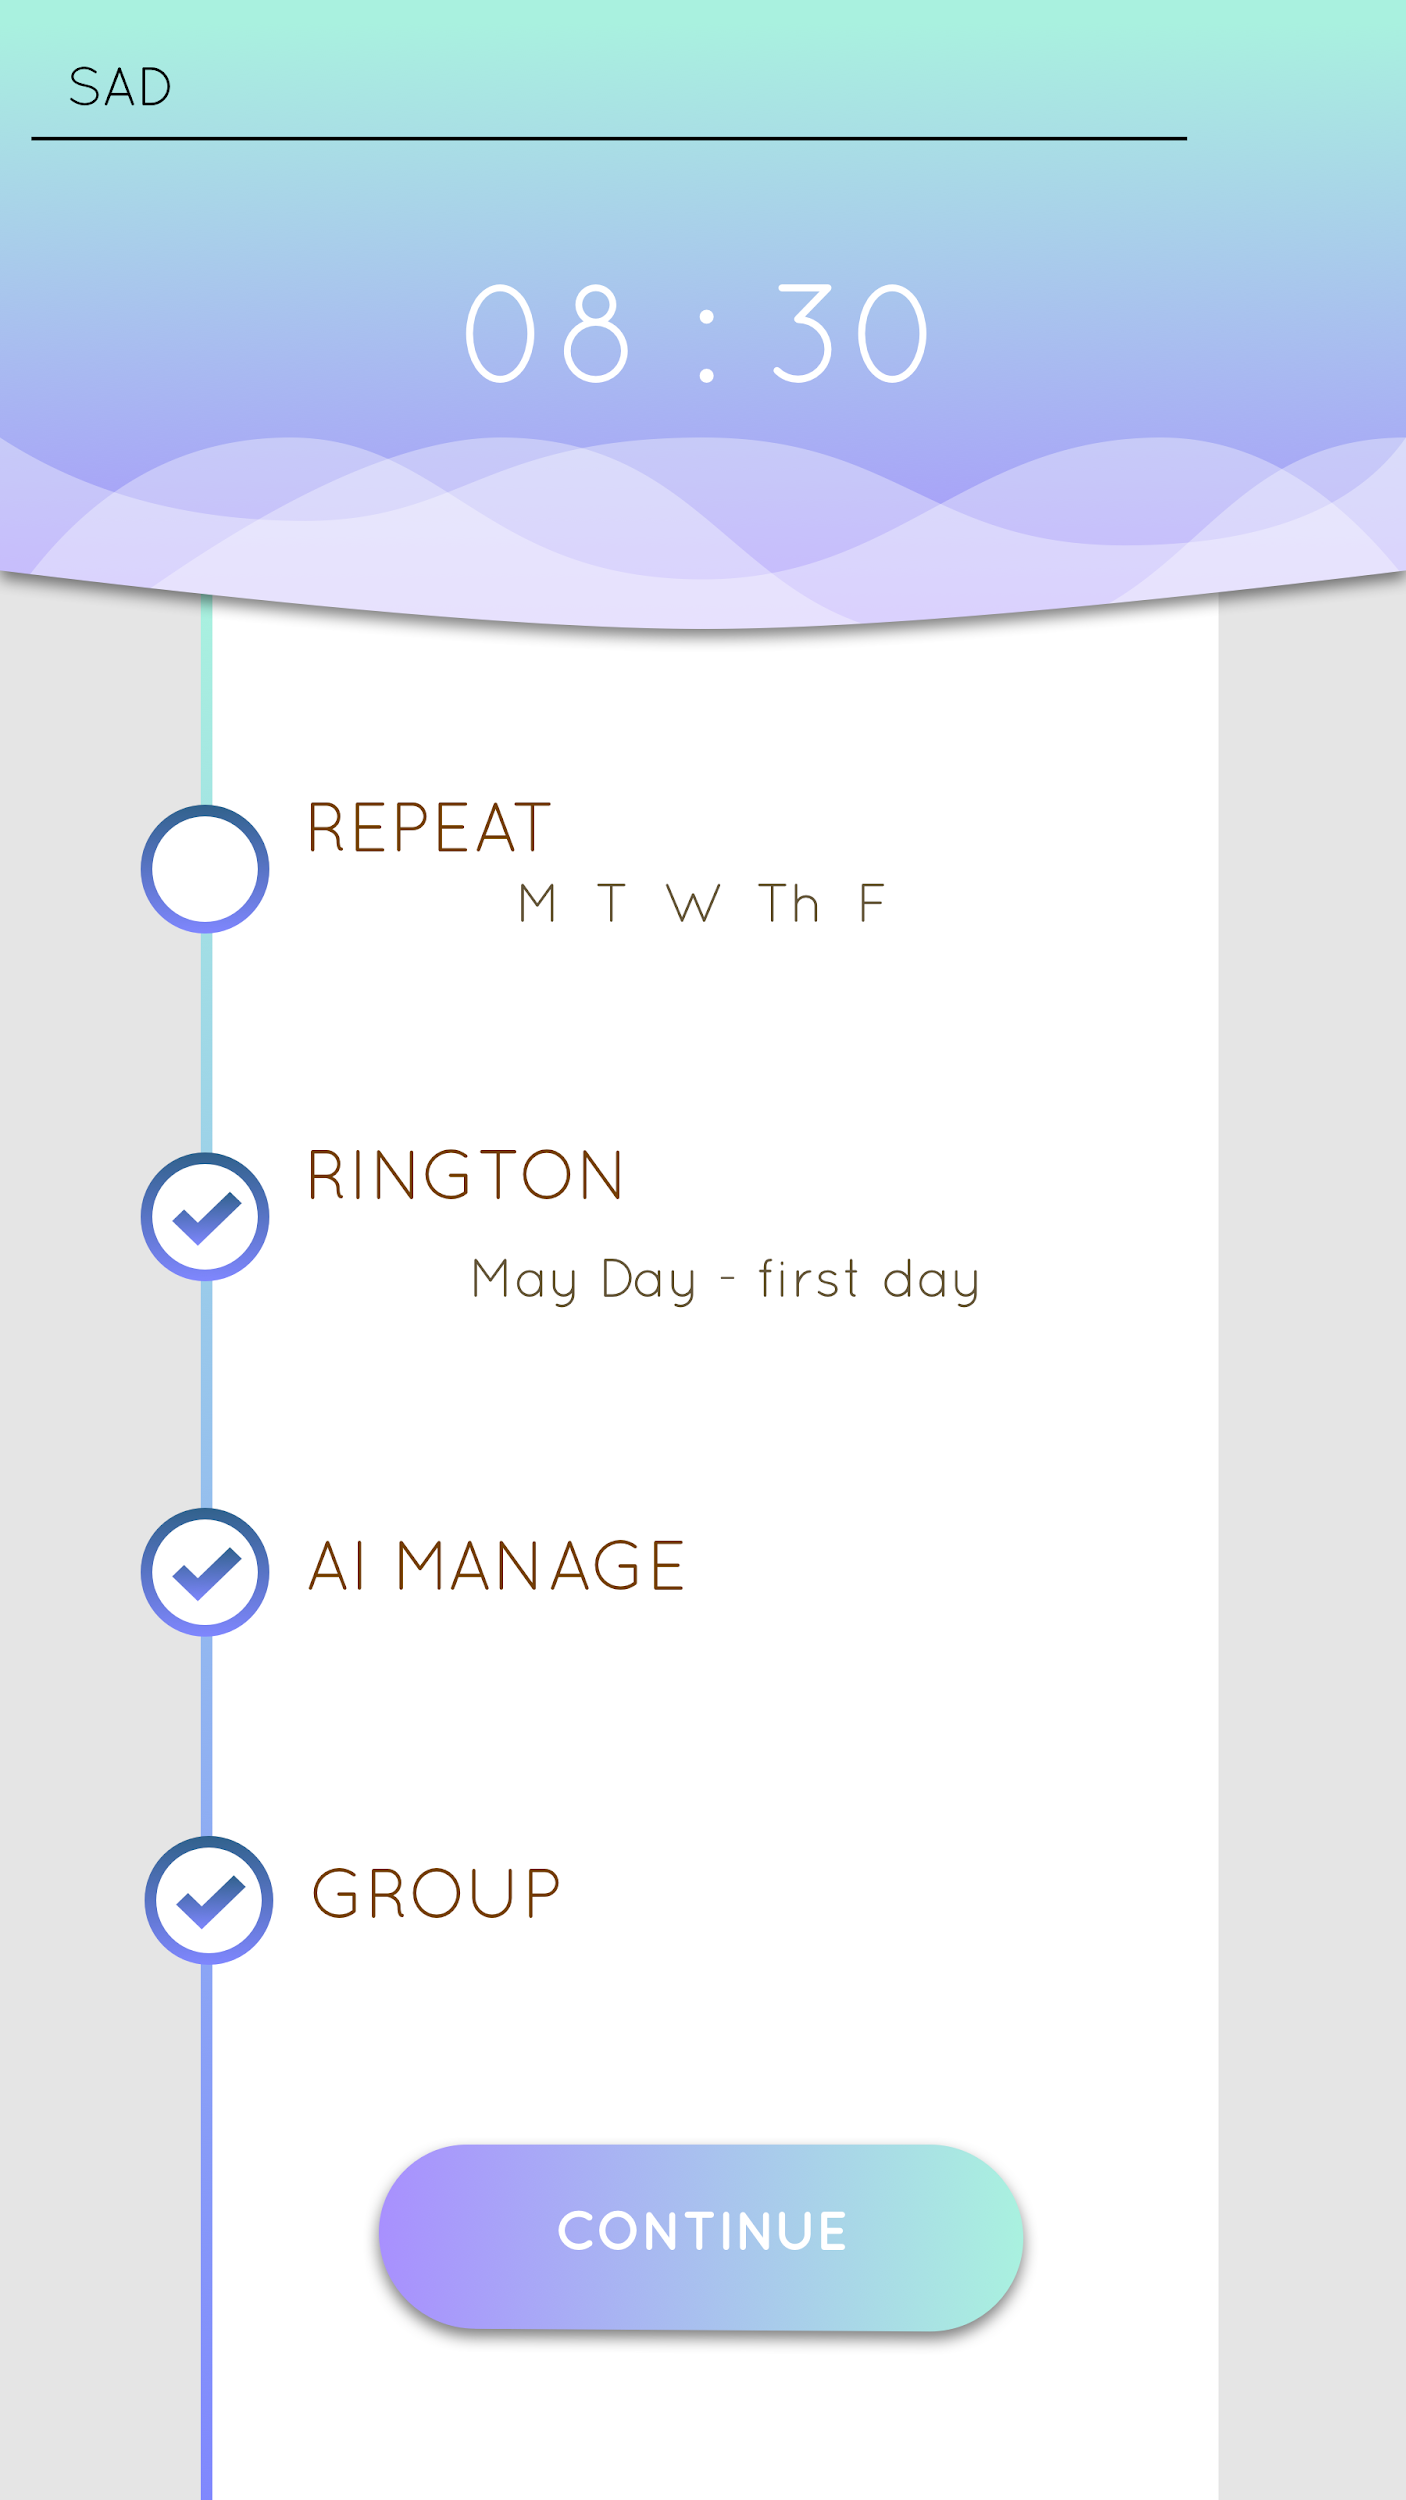 SAD
08 : 30
REPEAT
M T W Th F
RINGTON
May Day - first day
AI MANAGE
GROUP
CONTINUE